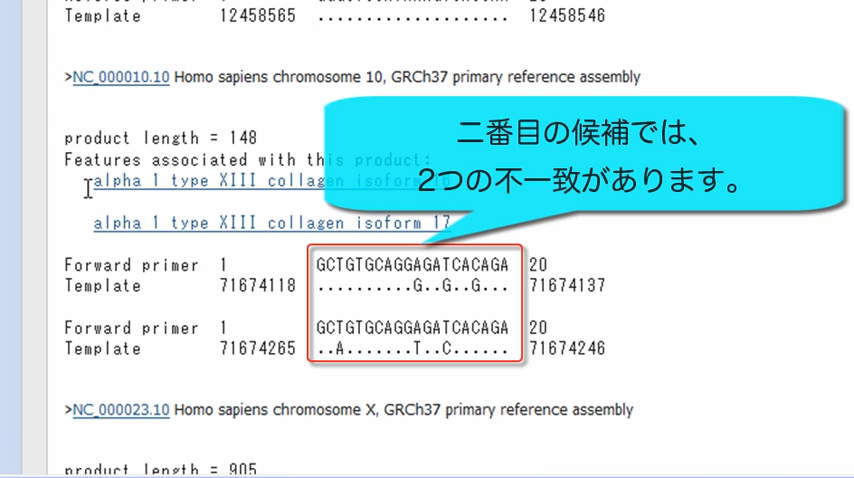 Template 12458565 .................... 12458546
>NC_000010.10 Homo sapiens chromosome 10, GRCh37 primary reference assembly
二番目の候補では、
2つの不一致があります。
product length = 148
Features associated with this product:
alpha 1 type XIII collagen isoform 16
alpha 1 type XIII collagen isoform 17
Forward primer 1 GCTGTGCAGGAGATCACAGA 20
Template 71674118 ..........G..G..G... 71674137
Forward primer 1 GCTGTGCAGGAGATCACAGA 20
Template 71674265 ..A.......T..C...... 71674246
>NC_000023.10 Homo sapiens chromosome X, GRCh37 primary reference assembly
product length = 905